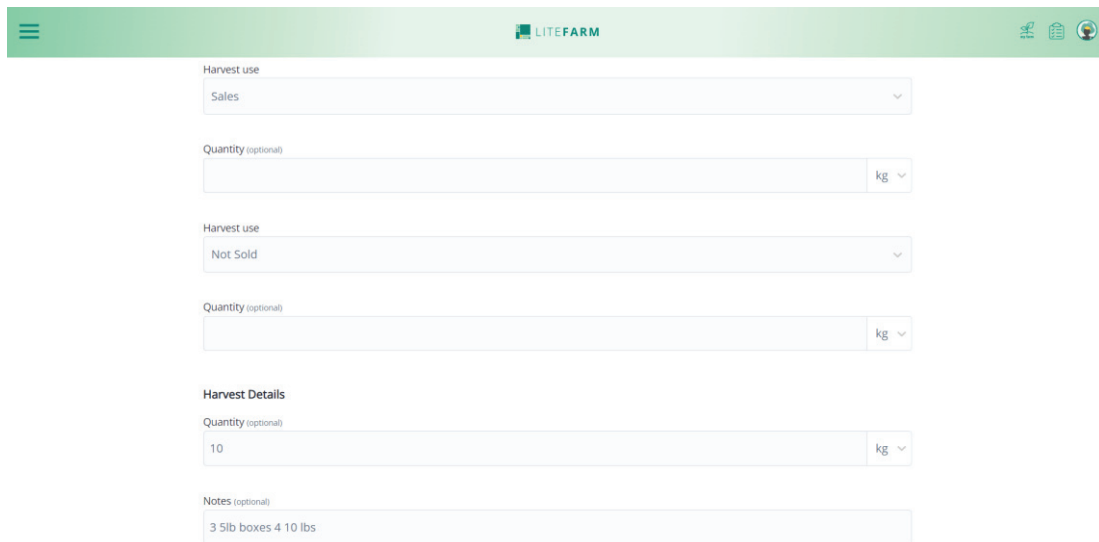 LITEFARM
Harvest use
Sales
Quantity (optional)
kg
Harvest use
Not Sold
Quantity (optional)
kg
Harvest Details
Quantity (optional)
10 kg
Notes (optional)
3 5lb boxes 4 10 lbs